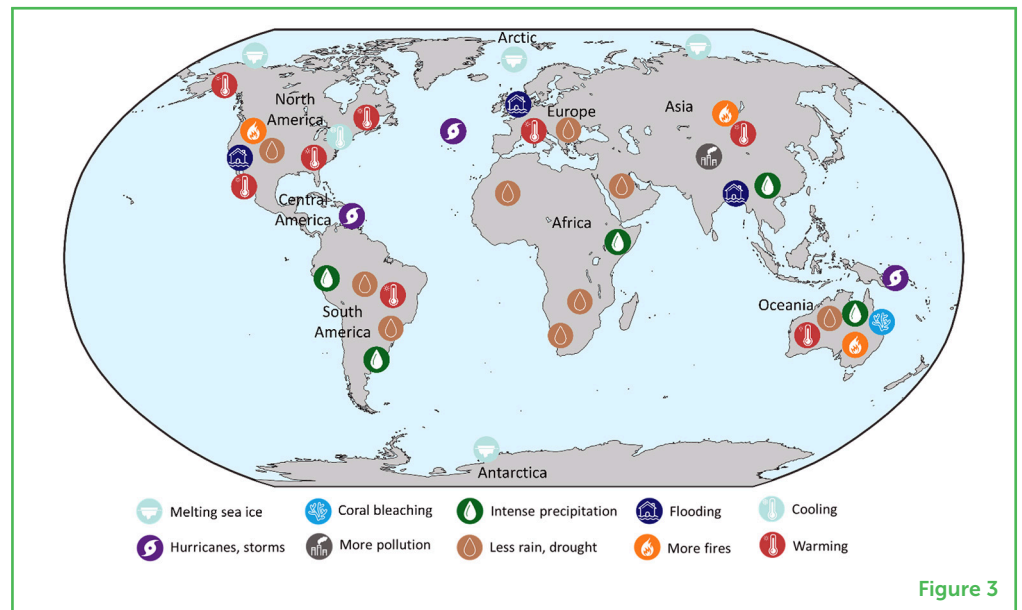 Arctic
North
America
Europe
Asia
Central
America
Africa
Oceania
South
America
Antarctica
Melting sea ice
Coral bleaching
Intense precipitation
Flooding
Cooling
Hurricanes, storms
More pollution
Less rain, drought
More fires
Warming
Figure 3